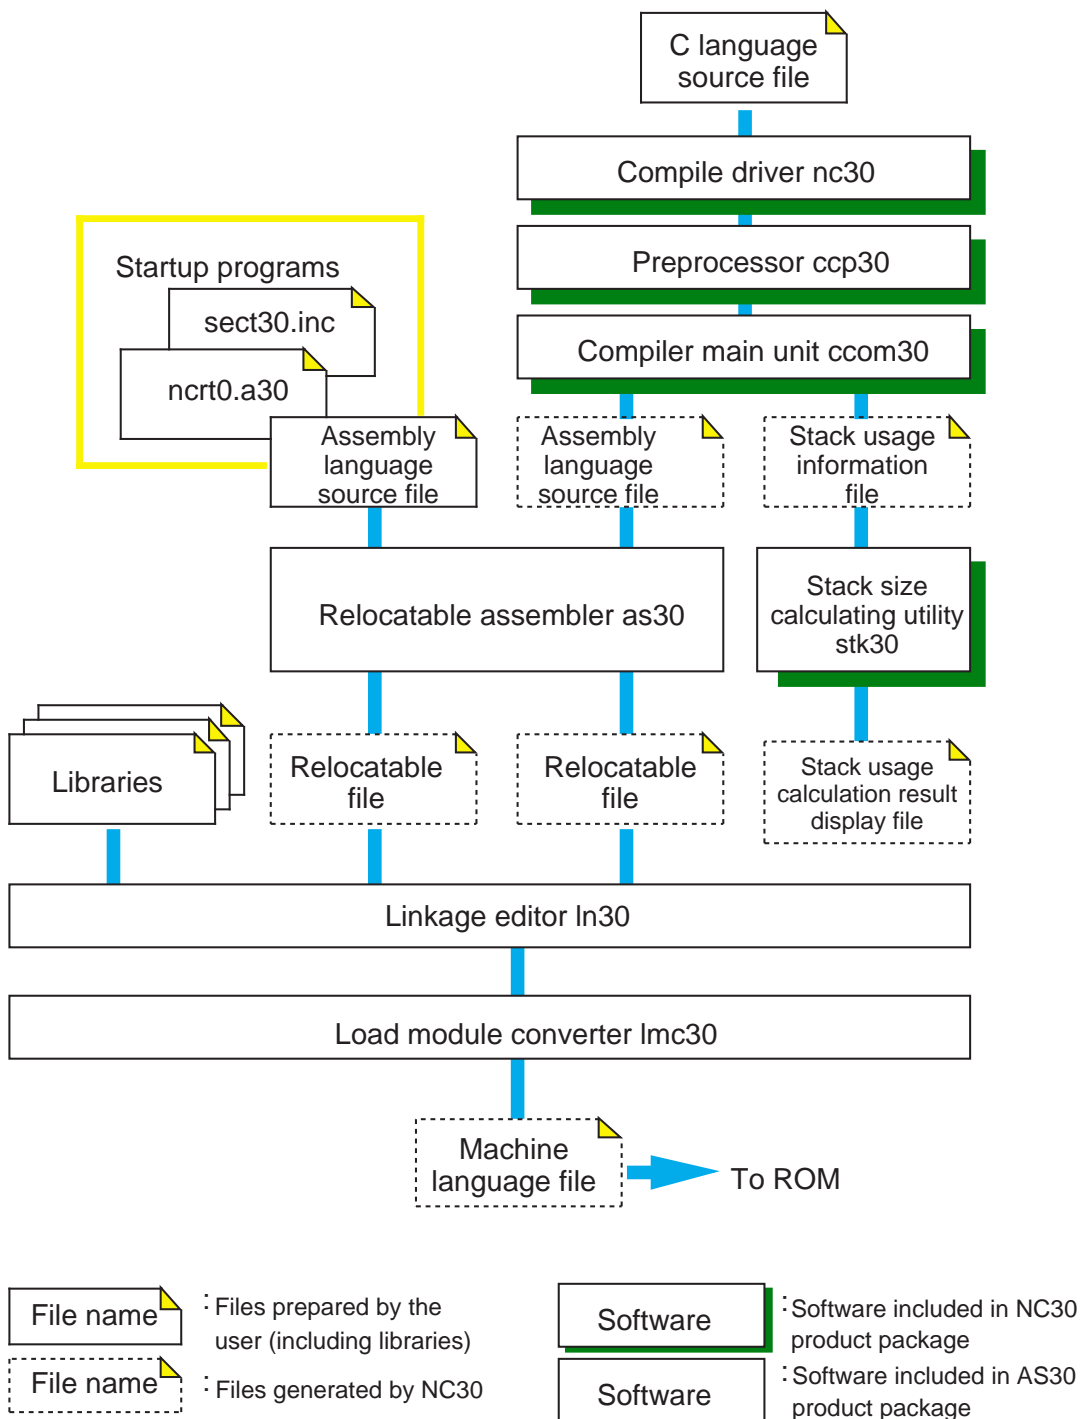 C language
source file
Compile driver nc30
Preprocessor ccp30
Compiler main unit ccom30
Startup programs
sect30.inc
ncrt0.a30
Assembly
language
source file
Assembly
language
source file
Stack usage
information
file
Relocatable assembler as30
Stack size
calculating utility
stk30
Libraries
Relocatable
file
Relocatable
file
Stack usage
calculation result
display file
Linkage editor ln30
Load module converter lmc30
Machine
language file
To ROM
File name
: Files prepared by the
user (including libraries)
File name
: Files generated by NC30
Software
: Software included in NC30
product package
Software
: Software included in AS30
product package